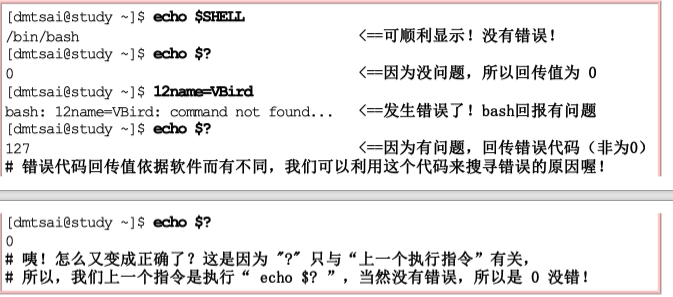 [dmtsai@study ~]$ echo $SHELL
/bin/bash <==可顺利显示！没有错误！
[dmtsai@study ~]$ echo $?
0 <==因为没问题，所以回传值为 0
[dmtsai@study ~]$ 12name=VBird
bash: 12name=VBird: command not found... <==发生错误了！bash回报有问题
[dmtsai@study ~]$ echo $?
127 <==因为有问题，回传错误代码（非为0）
# 错误代码回传值依据软件而有不同，我们可以利用这个代码来搜寻错误的原因喔！
[dmtsai@study ~]$ echo $?
0
# 咦！怎么又变成正确了？这是因为 "?" 只与“上一个执行指令”有关，
# 所以，我们上一个指令是执行“ echo $? ”，当然没有错误，所以是 0 没错！